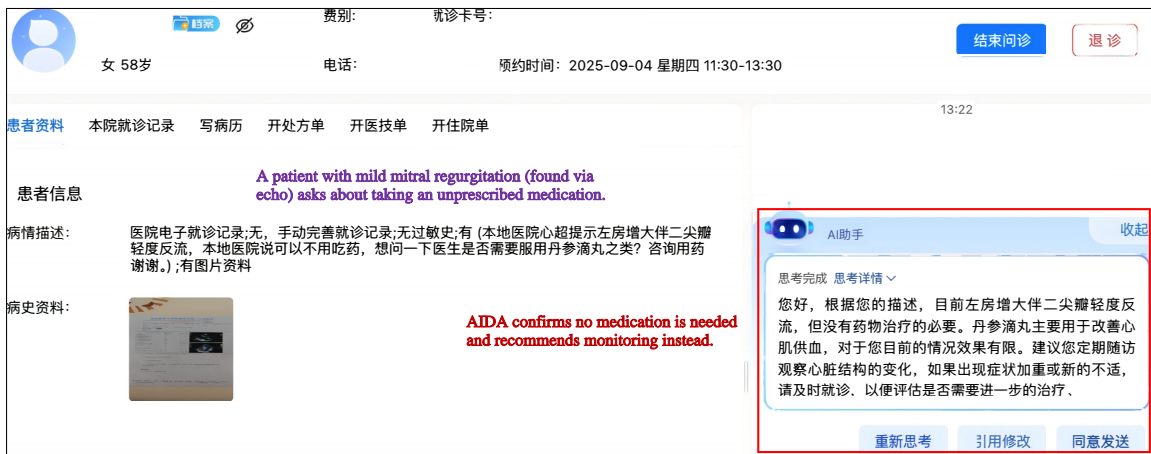 档案
费别:
就诊卡号:
结束问诊
退 诊
女 58岁
电话:
预约时间: 2025-09-04 星期四 11:30-13:30
患者资料
本院就诊记录
写病历
开处方单
开医技单
开住院单
13:22
A patient with mild mitral regurgitation (found via
echo) asks about taking an unprescribed medication.
患者信息
病情描述:
医院电子就诊记录;无，手动完善就诊记录;无过敏史;有 (本地医院心超提示左房增大伴二尖瓣
轻度反流，本地医院说可以不用吃药，想问一下医生是否需要服用丹参滴丸之类？咨询用药
谢谢。) ;有图片资料
病史资料:
AIDA confirms no medication is needed
and recommends monitoring instead.
AI助手
收起
思考完成 思考详情
您好，根据您的描述，目前左房增大伴二尖瓣轻度反
流，但没有药物治疗的必要。丹参滴丸主要用于改善心
肌供血，对于您目前的情况效果有限。建议您定期随访
观察心脏结构的变化，如果出现症状加重或新的不适，
请及时就诊、以便评估是否需要进一步的治疗、
重新思考
引用修改
同意发送